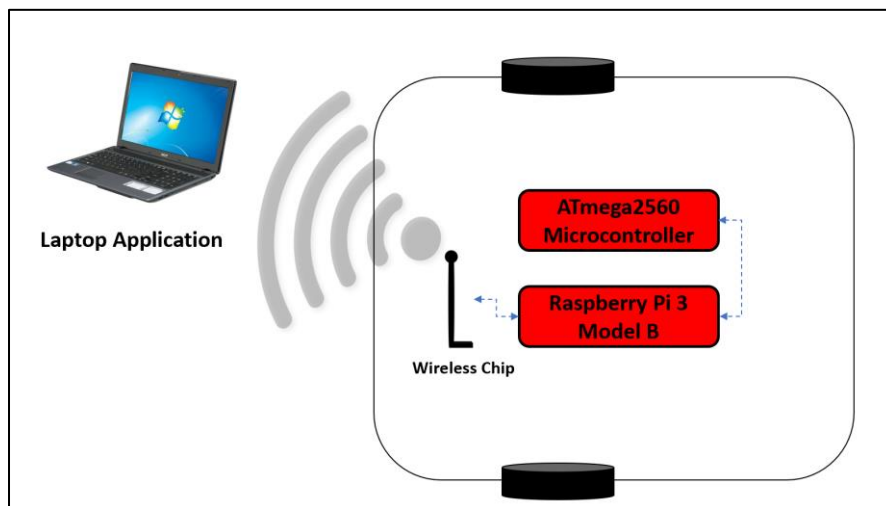 Laptop Application
ATmega2560
Microcontroller
Raspberry Pi 3
Model B
Wireless Chip